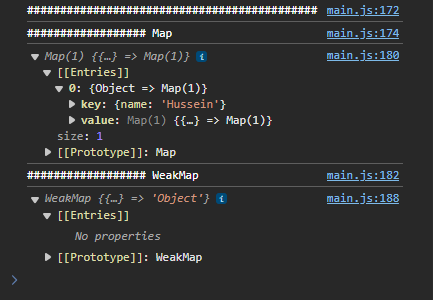 ########################################### main.js:172
################## Map main.js:174
▼ Map(1) {{…} => Map(1)} i main.js:180
▼ [[Entries]]
▼ 0: {Object => Map(1)}
▶ key: {name: 'Hussein'}
▶ value: Map(1) {{…} => Map(1)}
size: 1
▶ [[Prototype]]: Map
################## WeakMap main.js:182
▼ WeakMap {{…} => 'Object'} i main.js:188
▼ [[Entries]]
No properties
▶ [[Prototype]]: WeakMap
>